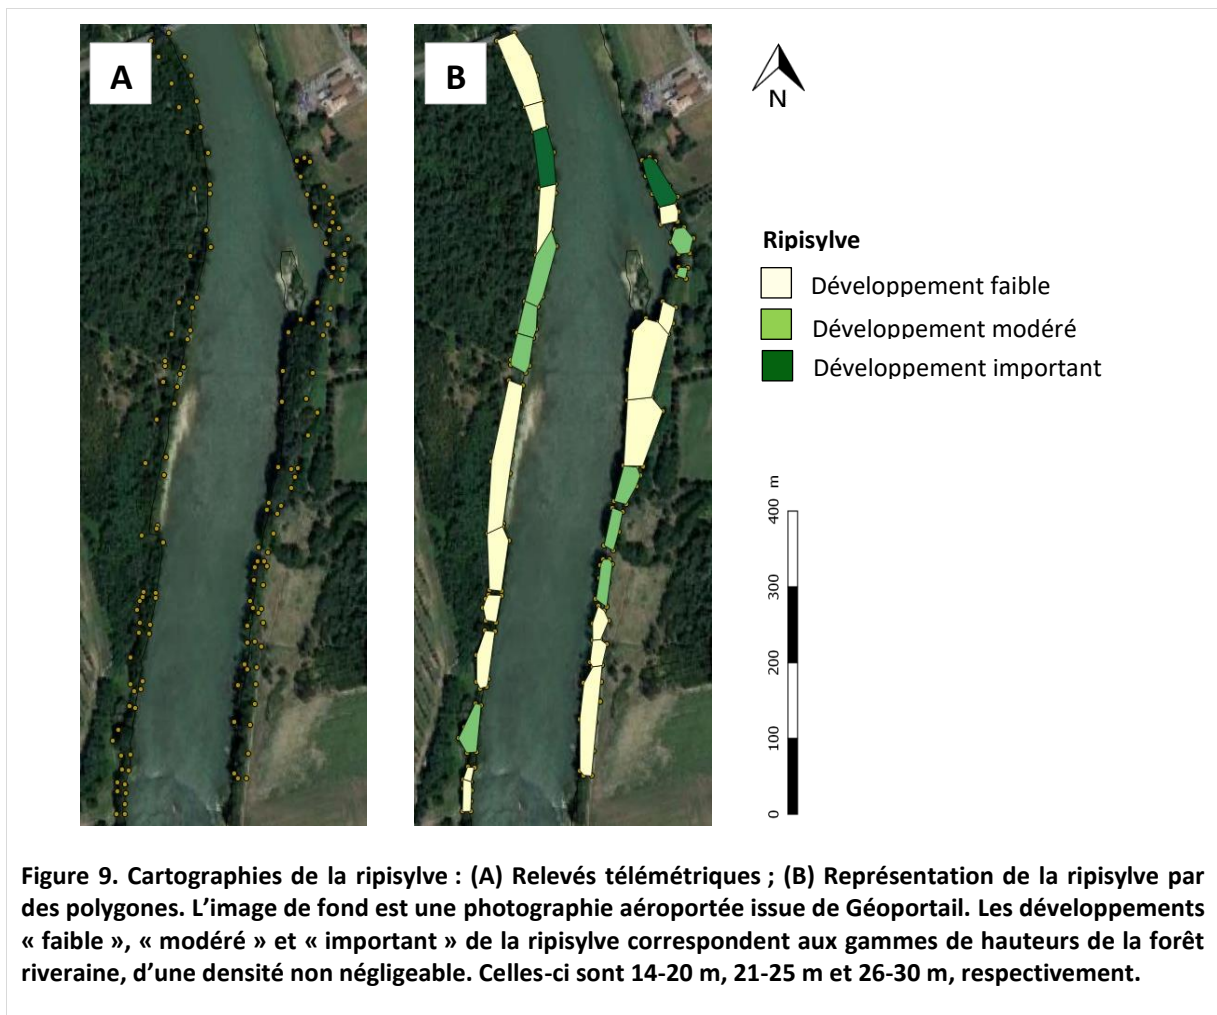 A
B
N
Ripisylve
Développement faible
Développement modéré
Développement important
400 m
300
200
100
0
Figure 9. Cartographies de la ripisylve : (A) Relevés télémétriques ; (B) Représentation de la ripisylve par
des polygones. L’image de fond est une photographie aéroportée issue de Géoportail. Les développements
« faible », « modéré » et « important » de la ripisylve correspondent aux gammes de hauteurs de la forêt
riveraine, d’une densité non négligeable. Celles-ci sont 14-20 m, 21-25 m et 26-30 m, respectivement.